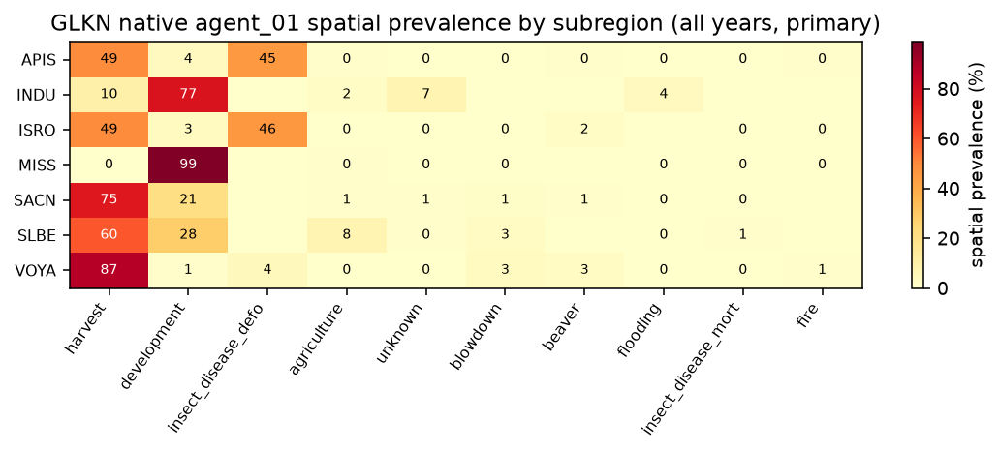 GLKN native agent_01 spatial prevalence by subregion (all years, primary)
APIS 49 4 45 0 0 0 0 0 0 0
INDU 10 77 2 7 4
ISRO 49 3 46 0 0 0 2 0 0
MISS 0 99 0 0 0 0 0 0
SACN 75 21 1 1 1 1 0 0
SLBE 60 28 8 0 3 0 1
VOYA 87 1 4 0 0 3 3 0 0 1
harvest
development
insect_disease_defo
agriculture
unknown
blowdown
beaver
flooding
insect_disease_mort
fire
80
60
40
20
0
spatial prevalence (%)